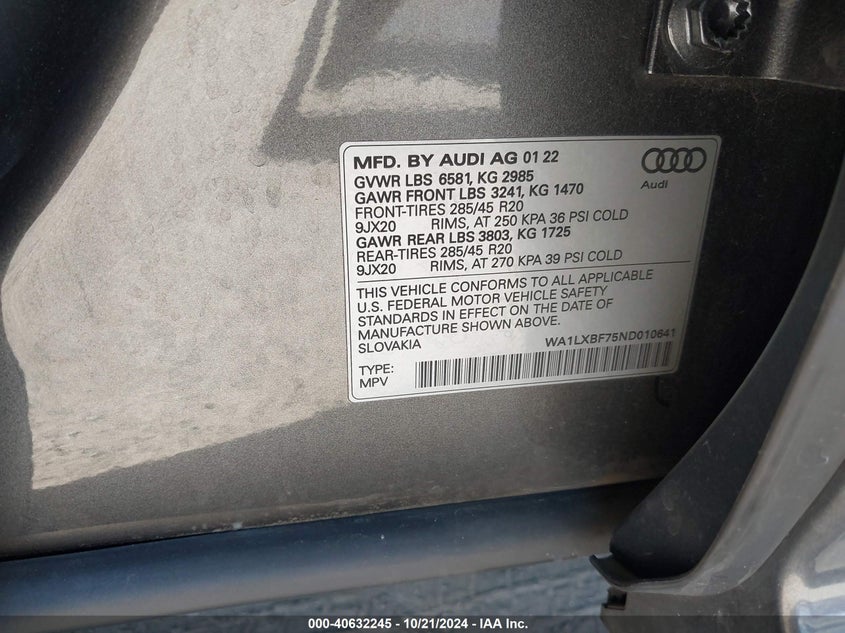 MFD. BY AUDI AG 01 22
GVWR LBS 6581, KG 2985
GAWR FRONT LBS 3241, KG 1470
FRONT-TIRES 285/45 R20
9JX20 RIMS, AT 250 KPA 36 PSI COLD
GAWR REAR LBS 3803, KG 1725
REAR-TIRES 285/45 R20
9JX20 RIMS, AT 270 KPA 39 PSI COLD
Audi
THIS VEHICLE CONFORMS TO ALL APPLICABLE
U.S. FEDERAL MOTOR VEHICLE SAFETY
STANDARDS IN EFFECT ON THE DATE OF
MANUFACTURE SHOWN ABOVE.
SLOVAKIA WA1LXBF75ND010641
TYPE:
MPV
000-40632245 - 10/21/2024 - IAA Inc.